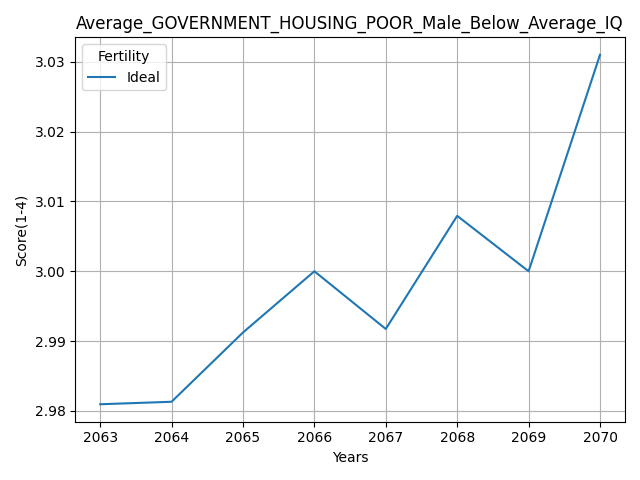 Average_GOVERNMENT_HOUSING_POOR_Male_Below_Average_IQ
Fertility
Ideal
3.03
3.02
3.01
3.00
2.99
2.98
Score(1-4)
2063 2064 2065 2066 2067 2068 2069 2070
Years